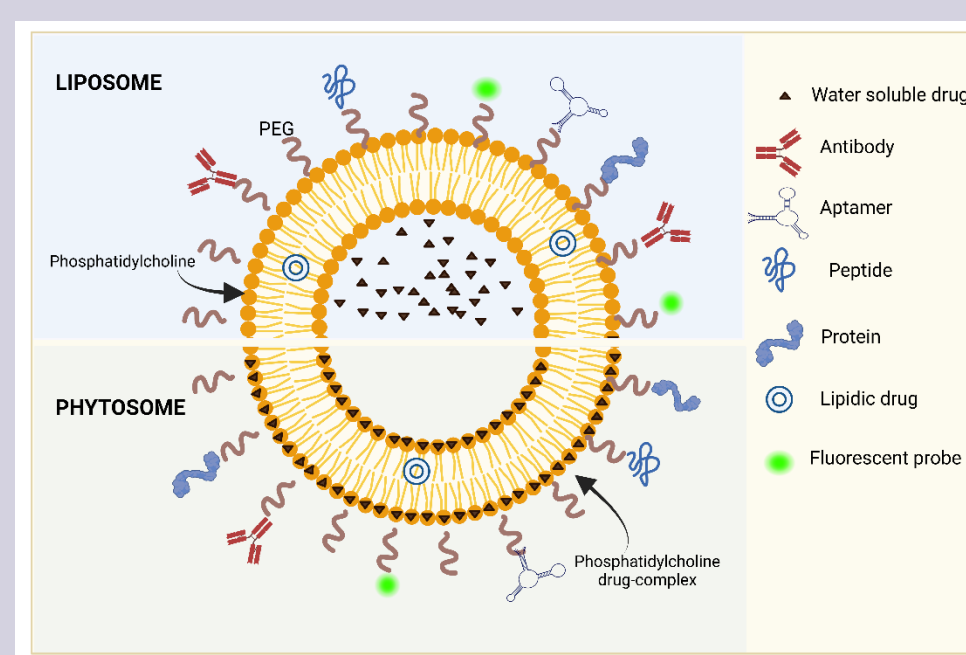 LIPOSOME
PEG
Phosphatidylcholine
PHYTOSOME
Phosphatidylcholine
drug-complex
Water soluble drug
Antibody
Aptamer
Peptide
Protein
Lipidic drug
Fluorescent probe